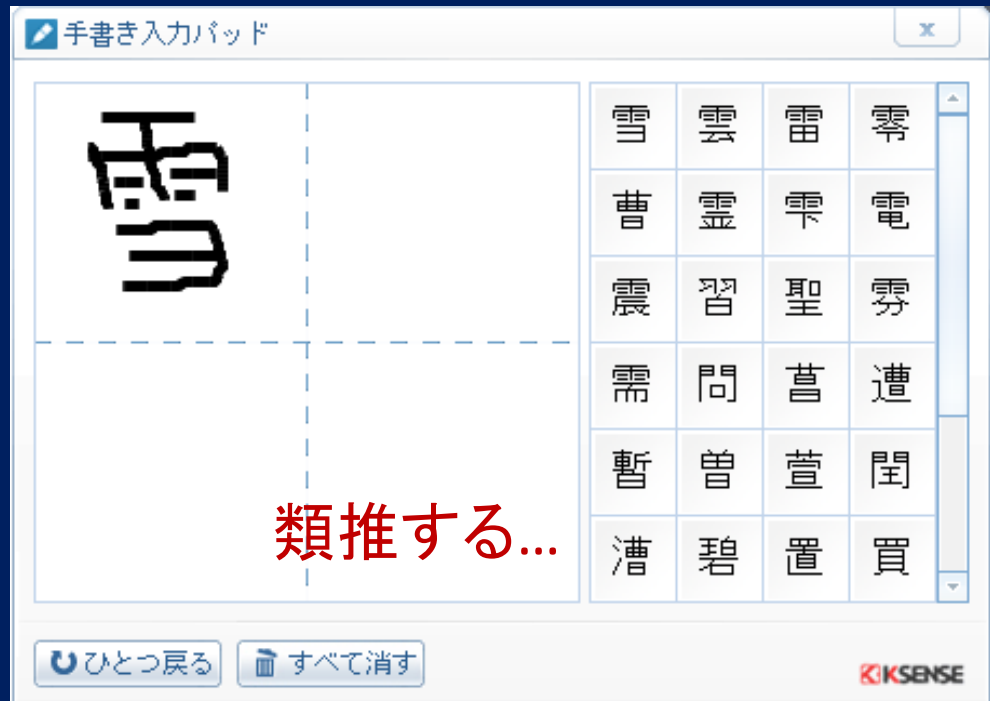 手書き入力パッド
x
雪
雪 雲 雷 零
曹 霊 雫 電
震 習 聖 雰
需 問 菖 遭
暫 曽 萱 閏
漕 碧 置 買
類推する...
ひとつ戻る すべて消す
KSENSE